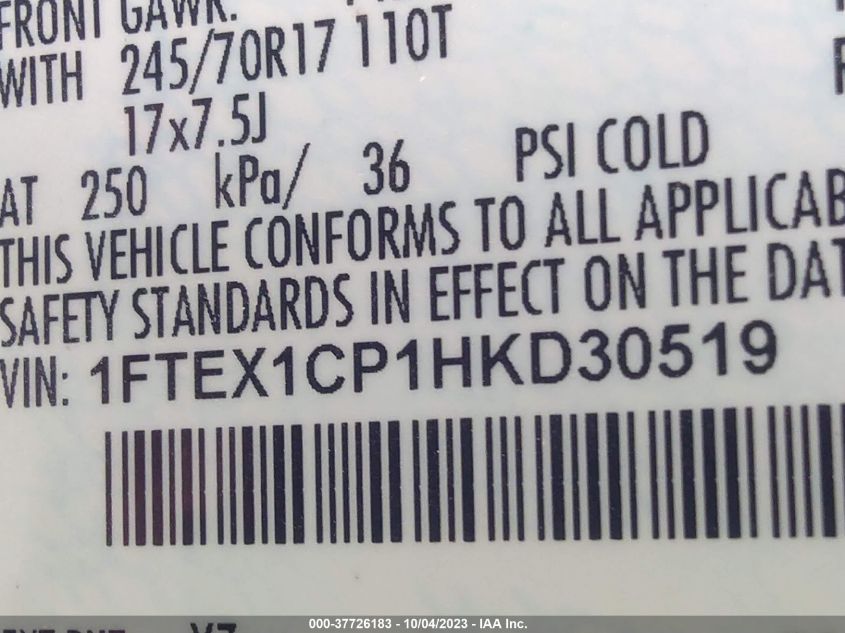 FRONT GAWR:
WITH 245/70R17 110T
17x7.5J
AT 250 kPa/ 36 PSI COLD
THIS VEHICLE CONFORMS TO ALL APPLICAB
SAFETY STANDARDS IN EFFECT ON THE DAT
VIN: 1FTEX1CP1HKD30519
000-37726183 - 10/04/2023 - IAA Inc.